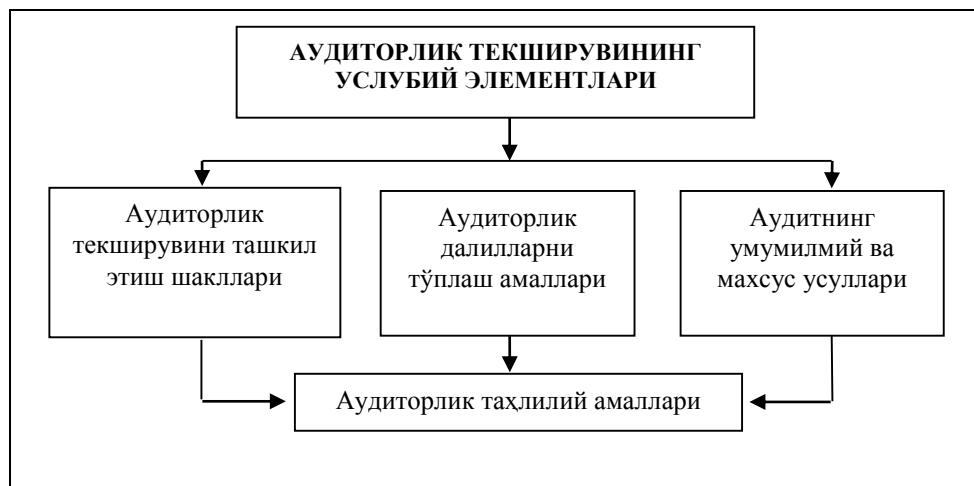 АУДИТОРЛИК ТЕКШИРУВИНИНГ
УСЛУБИЙ ЭЛЕМЕНТЛАРИ
Аудиторлик
текширувини ташкил
этиш шакллари
Аудиторлик
далилларни
тўплаш амаллари
Аудитнинг
умумилмий ва
махсус усуллари
Аудиторлик таҳлилий амаллари